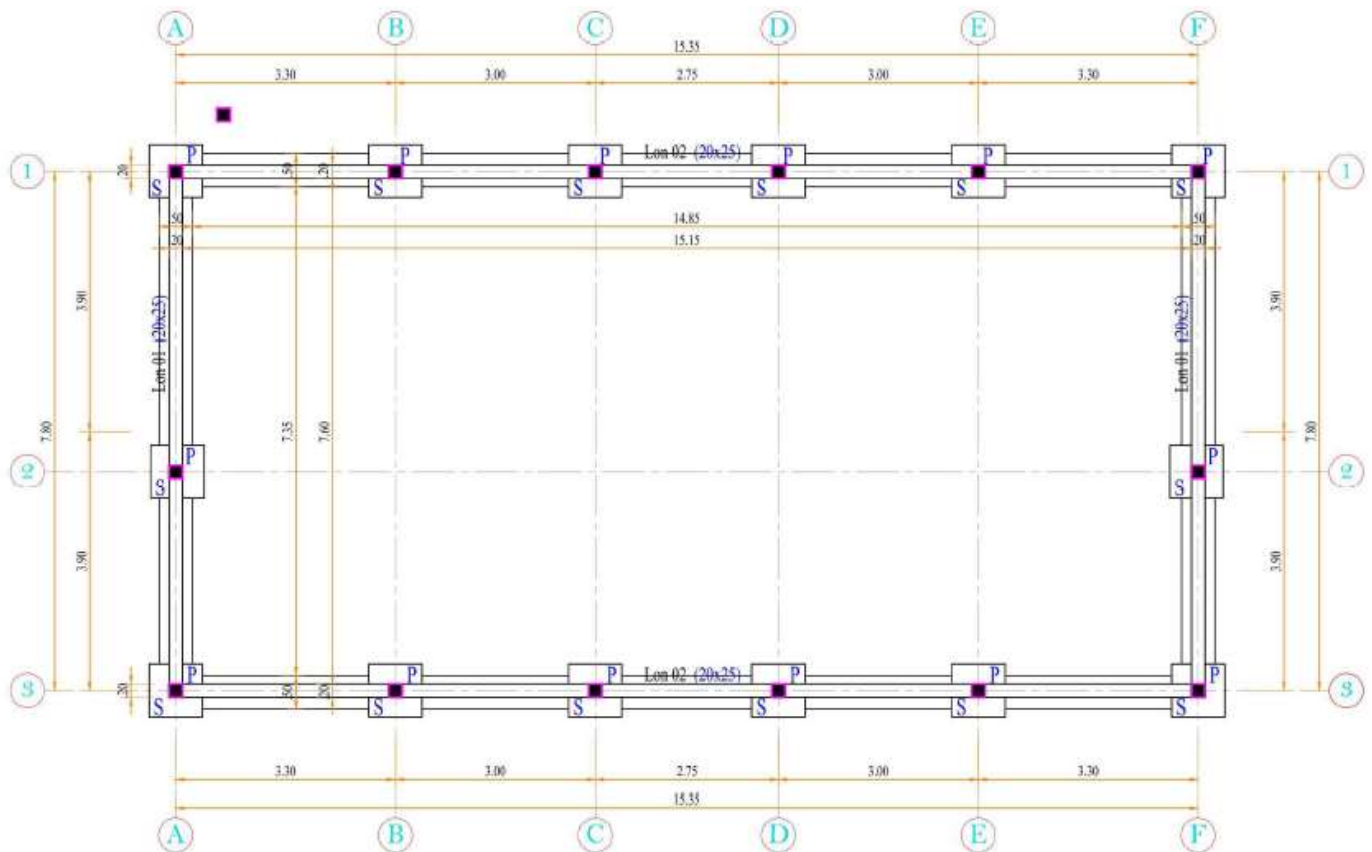 A B C D E F
15.35
3.30 3.00 2.75 3.00 3.30
P P P P P P
Lon 02 (20x25)
1 20 50 20 1
S S S S S S
50 14.85 50
20 15.15 20
3.90 3.90
Lon 01 (20x25) Lon 01 (20x25)
7.80 7.35 7.60 7.80
P P
2 2
S S
3.90 3.90
P P P P P P
Lon 02 (20x25)
3 20 50 20 3
S S S S S S
3.30 3.00 2.75 3.00 3.30
15.35
A B C D E F